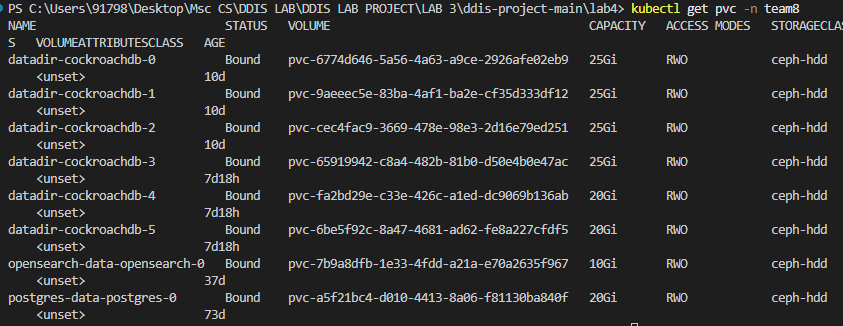 PS C:\Users\91798\Desktop\Msc CS\DDIS LAB\DDIS LAB PROJECT\LAB 3\ddis-project-main\lab4> kubectl get pvc -n team8
NAME STATUS VOLUME CAPACITY ACCESS MODES STORAGECLAS
S VOLUMEATTRIBUTESCLASS AGE
datadir-cockroachdb-0 Bound pvc-6774d646-5a56-4a63-a9ce-2926afe02eb9 25Gi RWO ceph-hdd
<unset> 10d
datadir-cockroachdb-1 Bound pvc-9aeeec5e-83ba-4af1-ba2e-cf35d333df12 25Gi RWO ceph-hdd
<unset> 10d
datadir-cockroachdb-2 Bound pvc-cec4fac9-3669-478e-98e3-2d16e79ed251 25Gi RWO ceph-hdd
<unset> 10d
datadir-cockroachdb-3 Bound pvc-65919942-c8a4-482b-81b0-d50e4b0e47ac 25Gi RWO ceph-hdd
<unset> 7d18h
datadir-cockroachdb-4 Bound pvc-fa2bd29e-c33e-426c-a1ed-dc9069b136ab 20Gi RWO ceph-hdd
<unset> 7d18h
datadir-cockroachdb-5 Bound pvc-6be5f92c-8a47-4681-ad62-fe8a227cfdf5 20Gi RWO ceph-hdd
<unset> 7d18h
opensearch-data-opensearch-0 Bound pvc-7b9a8dfb-1e33-4fdd-a21a-e70a2635f967 10Gi RWO ceph-hdd
<unset> 37d
postgres-data-postgres-0 Bound pvc-a5f21bc4-d010-4413-8a06-f81130ba840f 20Gi RWO ceph-hdd
<unset> 73d